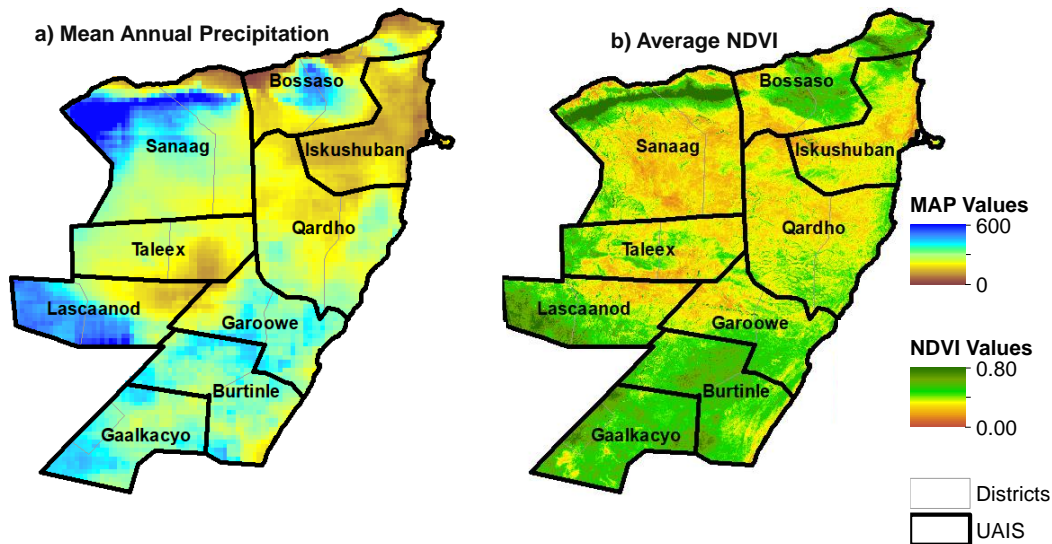 a) Mean Annual Precipitation
Bossaso
Sanaag
Iskushuban
Qardho
Taleex
Lascaanod
Garoowe
Burtinle
Gaalkacyo
b) Average NDVI
Bossaso
Sanaag
Iskushuban
Qardho
Taleex
Lascaanod
Garoowe
Burtinle
Gaalkacyo
MAP Values
600
0
NDVI Values
0.80
0.00
Districts
UAIS